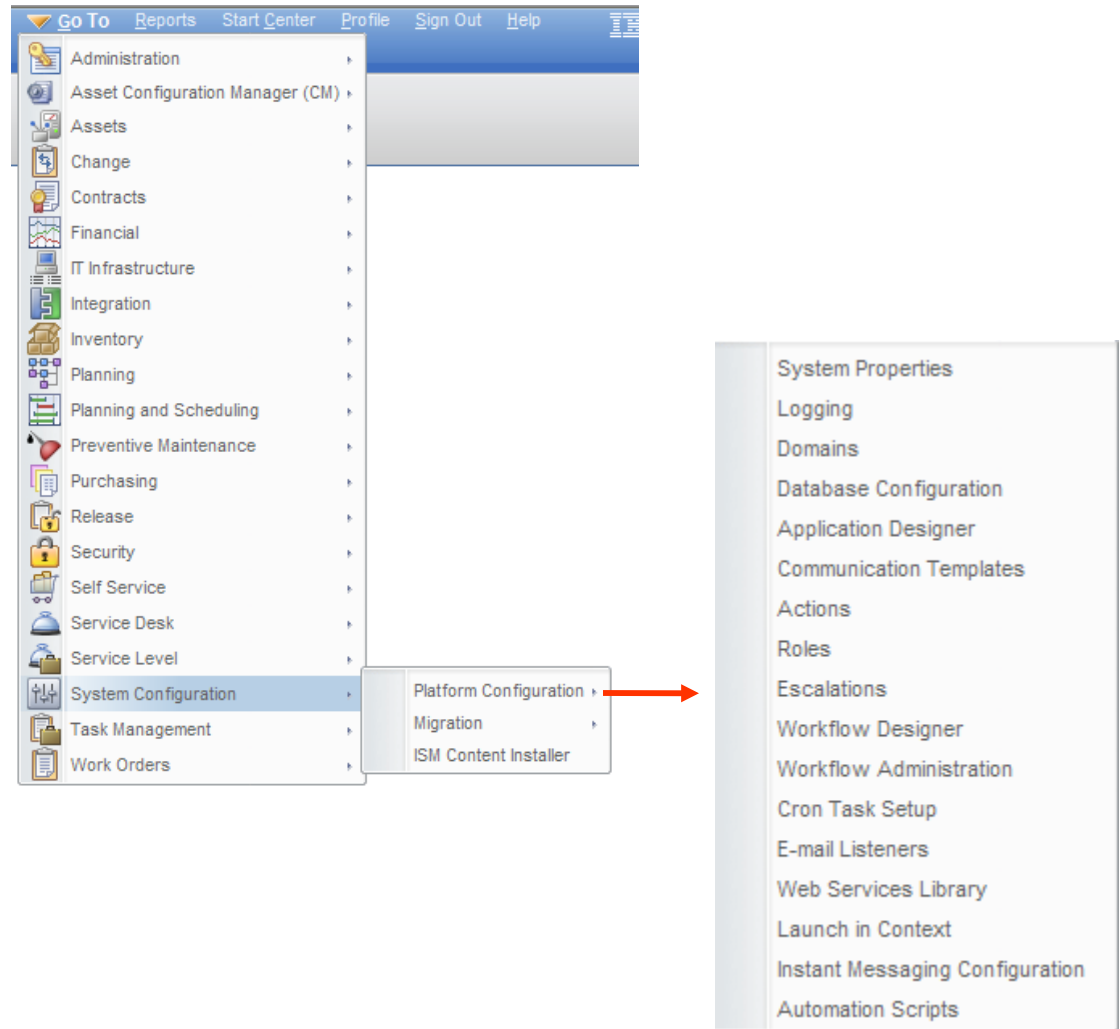 Go To Reports Start Center Profile Sign Out Help IB
Administration
Asset Configuration Manager (CM)
Assets
Change
Contracts
Financial
IT Infrastructure
Integration
Inventory
Planning
Planning and Scheduling
Preventive Maintenance
Purchasing
Release
Security
Self Service
Service Desk
Service Level
System Configuration
Task Management
Work Orders
Platform Configuration
Migration
ISM Content Installer
System Properties
Logging
Domains
Database Configuration
Application Designer
Communication Templates
Actions
Roles
Escalations
Workflow Designer
Workflow Administration
Cron Task Setup
E-mail Listeners
Web Services Library
Launch in Context
Instant Messaging Configuration
Automation Scripts